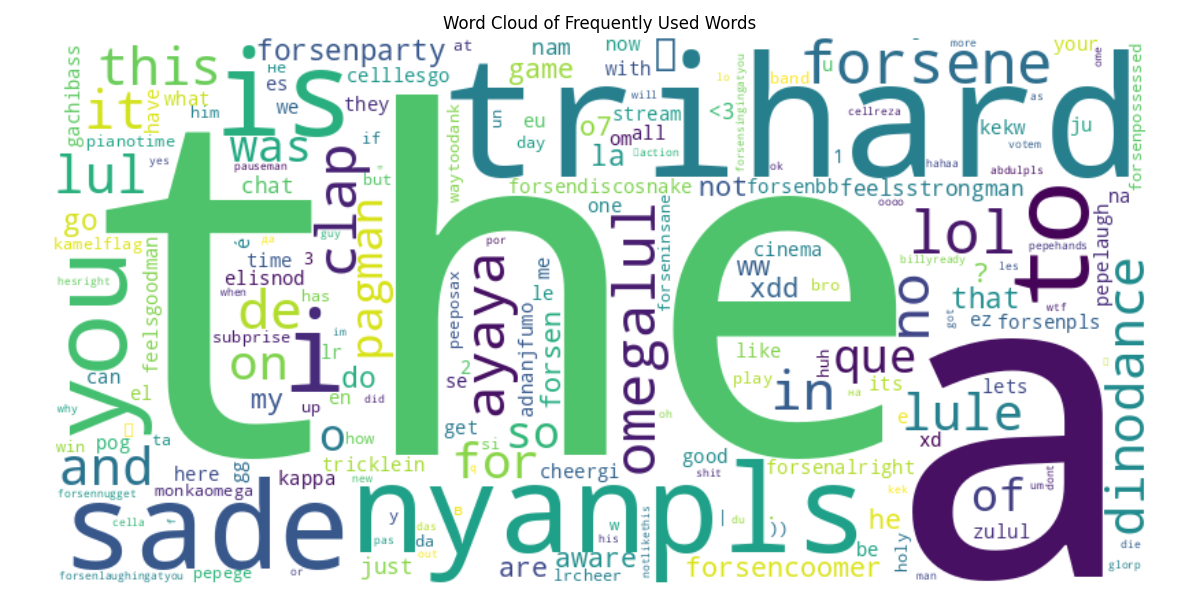 Word Cloud of Frequently Used Words
forsenparty
at
nam
now
more
your
this
is
He
es
we
celllesgo
game
with
u
forsene
ome
gachibass
it
have
what
him
they
trihard
will
lo
band
<3
stream
cellreza
as
kekw
ju
forsenpossessed
pianotime
was
if
waytoodank
un
eu
day
o7
om
all
la
action
forsensingingatyou
1
votem
hahaa
abdulpls
ok
lul
yes
pauseman
chat
clap
but
forsendiscosnake
not
forsenbb
feelsstrongman
oooo
na
go
kamelflag
the
one
forseninsane
lol
to
pepehands
pepelaugh
you
feelsgoodman
è
да
guy
time
3
elisnod
when
has
pagman
por
peeposax
ayaya
me
cinema
ww
xdd
bro
billyready
les
?
that
wtf
hesright
de
subprise
i
im
le
adnanjfumo
forsen
omegalul
no
got
ez
forsenpls
dinodance
can
on
lr
do
2
se
like
play
in
huh
que
its
на
lets
why
el
my
up
en
did
oh
e
lule
xd
a
win
pog
ta
o
how
get
si
so
and
here
gg
kappa
tricklein
new
for
q
cheergi
good
shit
forsenalright
kek
of
um
dont
forsennugget
monkaomega
sade
nyanpls
cella
y
das
в
w
his
notlikethis
|
du
))
he
zulul
pas
da
out
just
are
aware
lrcheer
forsencoomer
be
holy
man
die
glorp
forsenlaughingatyou
pepege
or